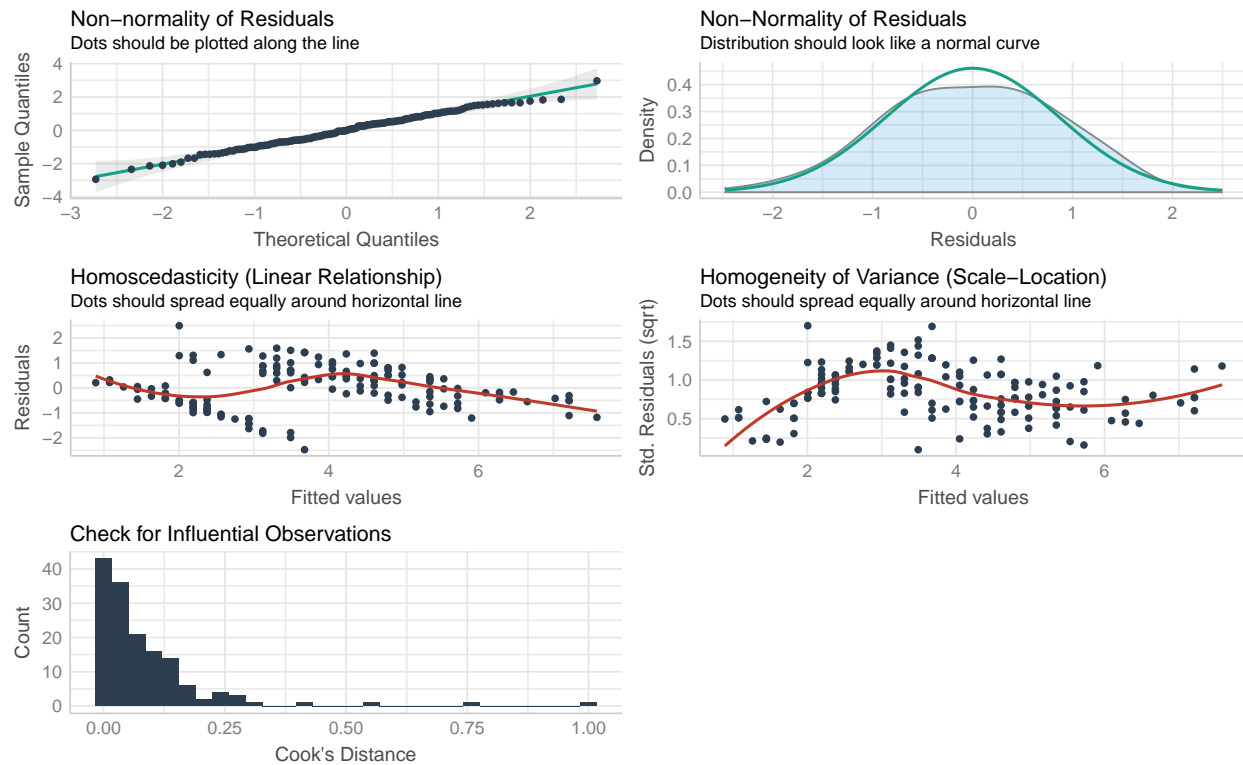 Non−normality of Residuals
Dots should be plotted along the line
Sample Quantiles
4
2
0
−2
−4
−3 −2 −1 0 1 2
Theoretical Quantiles
Non−Normality of Residuals
Distribution should look like a normal curve
Density
0.4
0.3
0.2
0.1
0.0
−2 −1 0 1 2
Residuals
Homoscedasticity (Linear Relationship)
Dots should spread equally around horizontal line
Residuals
2
1
0
−1
−2
2 4 6
Fitted values
Homogeneity of Variance (Scale−Location)
Dots should spread equally around horizontal line
Std. Residuals (sqrt)
1.5
1.0
0.5
2 4 6
Fitted values
Check for Influential Observations
Count
40
30
20
10
0
0.00 0.25 0.50 0.75 1.00
Cook's Distance